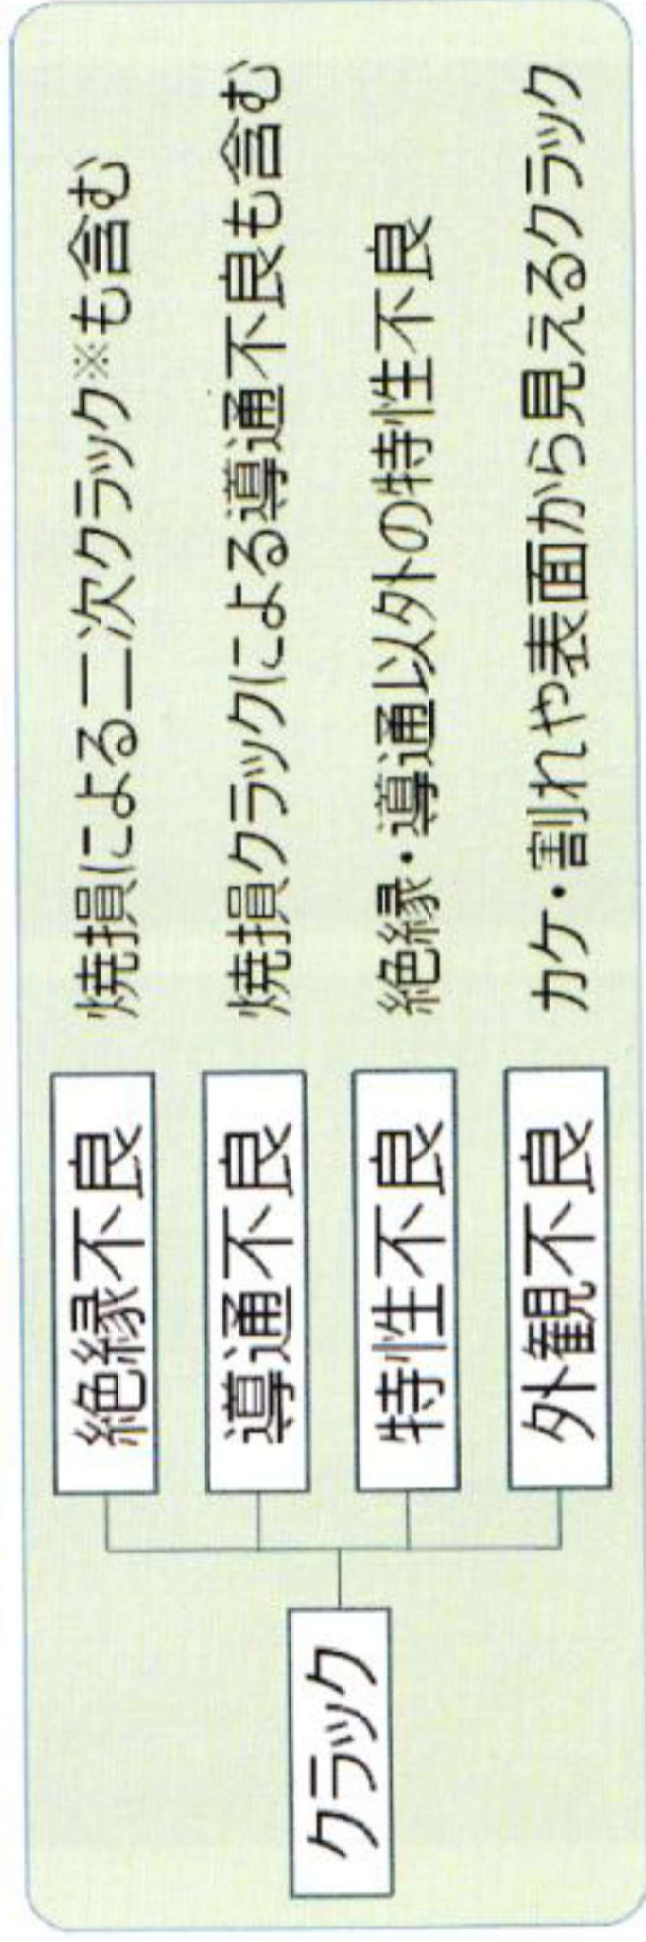 クラック
絶縁不良 焼損による二次クラック※も含む
導通不良 焼損クラックによる導通不良も含む
特性不良 絶縁・導通以外の特性不良
外観不良 カケ・割れや表面から見えるクラック